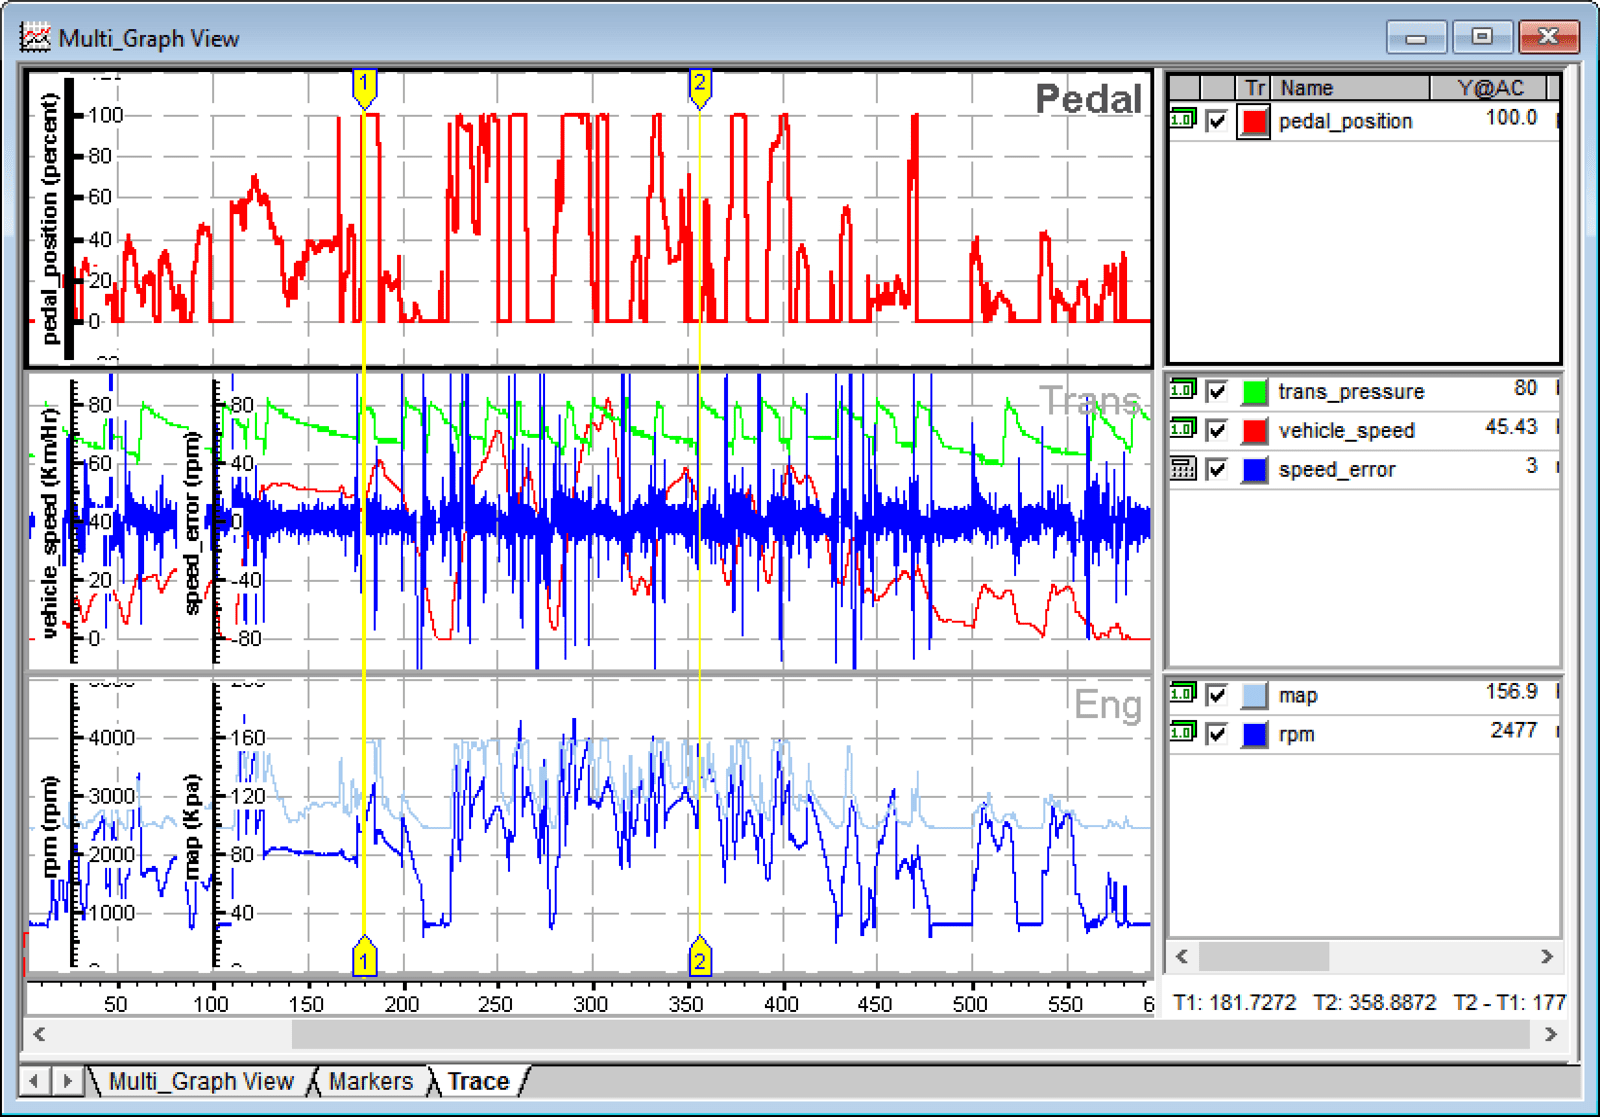 Multi_Graph View
1 2
Pedal
pedal_position (percent)
100
80
60
40
20
0
Tr Name Y@AC
1.0 pedal_position 100.0
Trans
vehicle_speed (Km/Hr)
80
60
40
20
0
speed_error (rpm)
80
40
0
-40
-80
1.0 trans_pressure 80
1.0 vehicle_speed 45.43
speed_error 3
Eng
rpm (rpm)
4000
3000
2000
1000
map (Kpa)
160
120
80
40
1.0 map 156.9
1.0 rpm 2477
1 2
50 100 150 200 250 300 350 400 450 500 550 6
T1: 181.7272 T2: 358.8872 T2 - T1: 177
Multi_Graph View Markers Trace